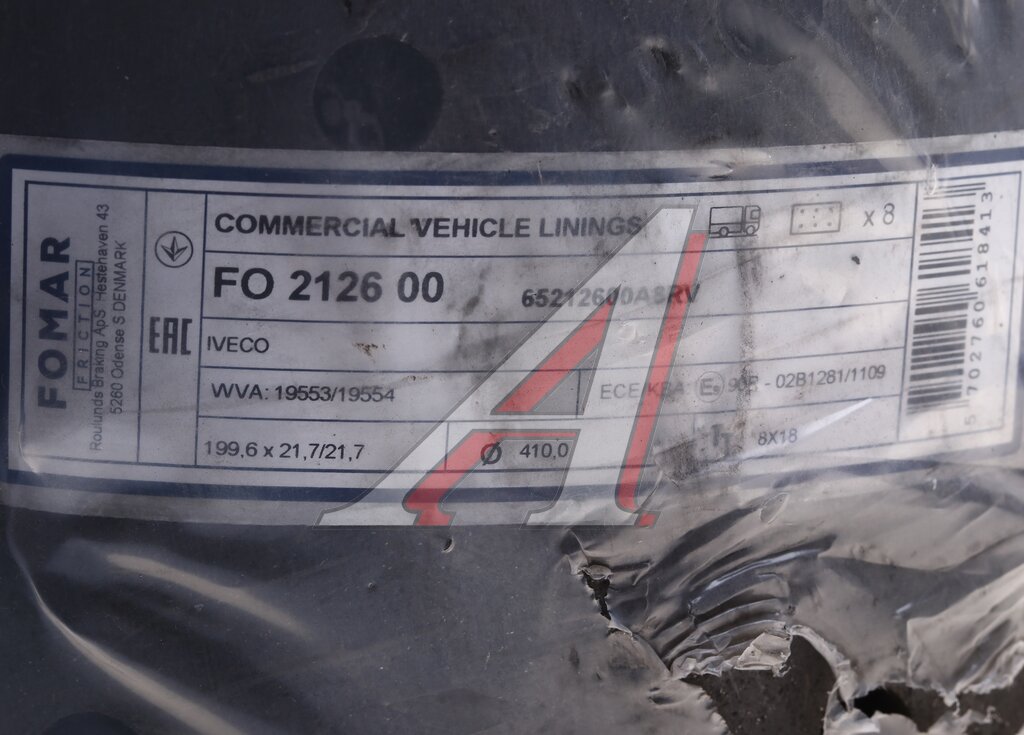 FOMAR
FRICTION
Roulunds Braking ApS Hestehaven 43
5260 Odense S DENMARK
EAC
COMMERCIAL VEHICLE LININGS
x 8
FO 2126 00
65212600A8RV
IVECO
WVA: 19553/19554
ECE KBA: 90R - 02B1281/1109
199,6 x 21,7/21,7
Ø 410,0
8X18
5 702760 618413